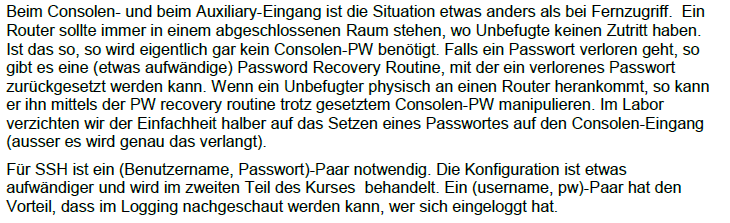 Beim Consolen- und beim Auxiliary-Eingang ist die Situation etwas anders als bei Fernzugriff.  Ein
Router sollte immer in einem abgeschlossenen Raum stehen, wo Unbefugte keinen Zutritt haben.
Ist das so, so wird eigentlich gar kein Consolen-PW benötigt. Falls ein Passwort verloren geht, so
gibt es eine (etwas aufwändige) Password Recovery Routine, mit der ein verlorenes Passwort
zurückgesetzt werden kann. Wenn ein Unbefugter physisch an einen Router herankommt, so kann
er ihn mittels der PW recovery routine trotz gesetztem Consolen-PW manipulieren. Im Labor
verzichten wir der Einfachheit halber auf das Setzen eines Passwortes auf den Consolen-Eingang
(ausser es wird genau das verlangt).
Für SSH ist ein (Benutzername, Passwort)-Paar notwendig. Die Konfiguration ist etwas
aufwändiger und wird im zweiten Teil des Kurses  behandelt. Ein (username, pw)-Paar hat den
Vorteil, dass im Logging nachgeschaut werden kann, wer sich eingeloggt hat.